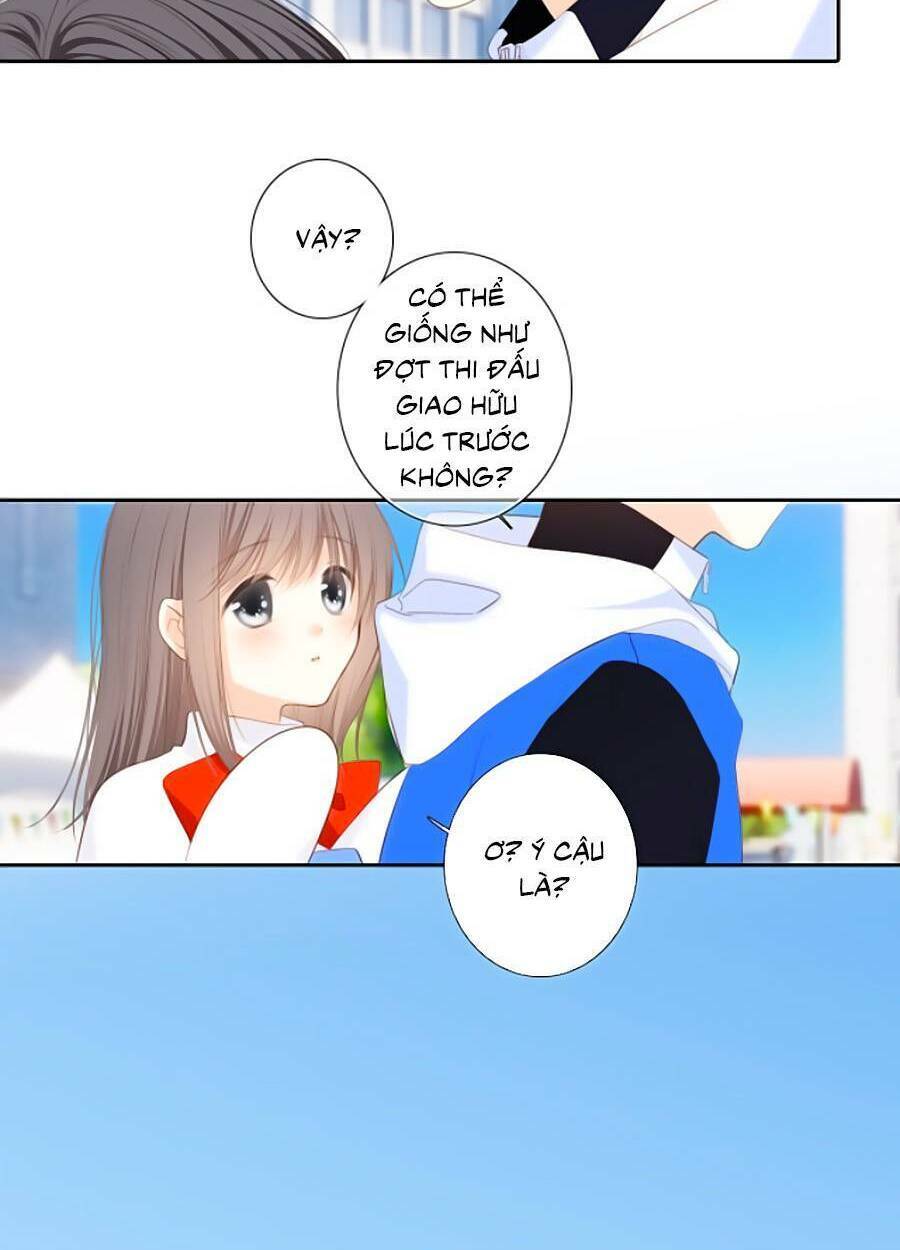 VẬY?
CÓ THỂ
GIỐNG NHƯ
ĐỢT THI ĐẤU
GIAO HỮU
LÚC TRƯỚC
KHÔNG?
Ơ? Ý CẬU
LÀ?